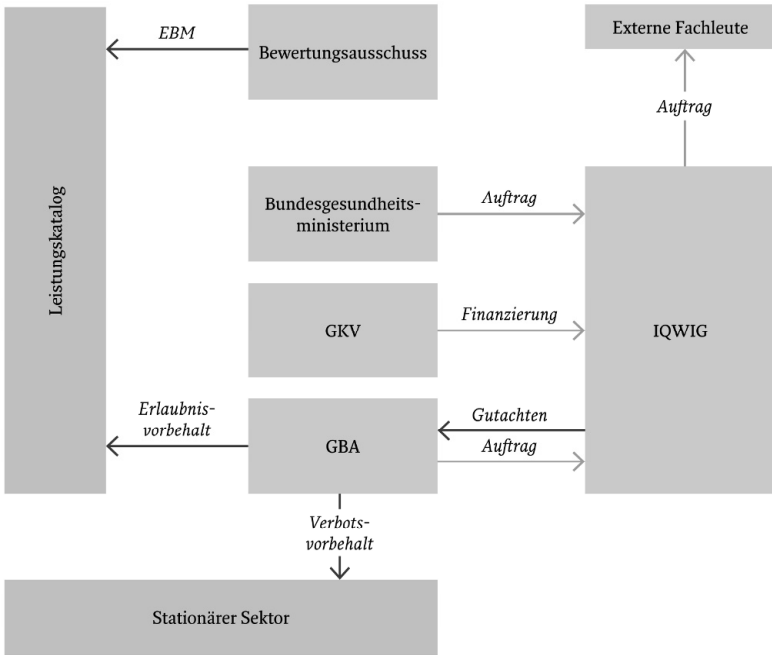 Externe Fachleute
EBM
Bewertungsausschuss
Auftrag
Leistungskatalog
Bundesgesundheits-
ministerium
Auftrag
GKV
Finanzierung
IQWIG
Erlaubnis-
vorbehalt
GBA
Gutachten
Auftrag
Verbots-
vorbehalt
Stationärer Sektor